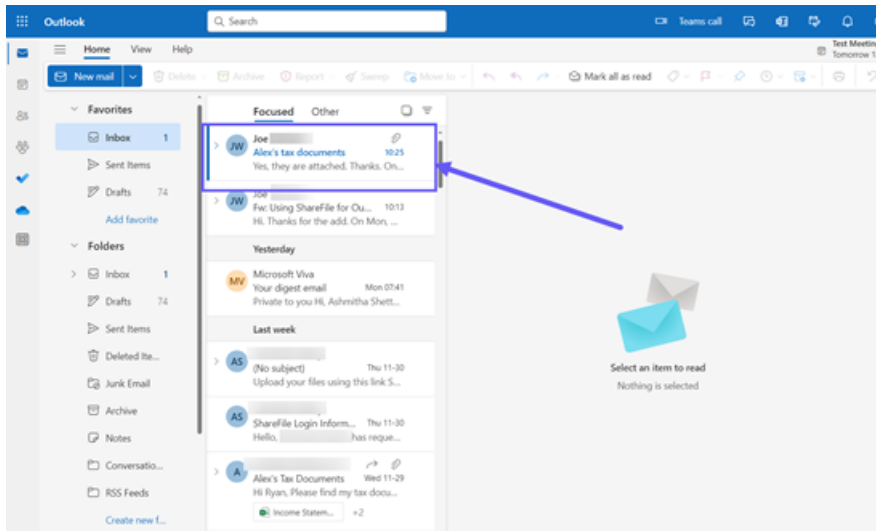 Outlook
Search
Teams call
Home View Help
Test Meetin
Tomorrow 1
New mail Delete Archive Report Sweep Move to Mark all as read
Favorites
Inbox 1
Sent Items
Drafts 74
Add favorite
Folders
Inbox 1
Drafts 74
Sent Items
Deleted Ite...
Junk Email
Archive
Notes
Conversatio...
RSS Feeds
Create new f...
Focused Other
JW Joe
Alex's tax documents 10:25
Yes, they are attached. Thanks. On...
JW Joe
Fw: Using ShareFile for Ou... 10:13
Hi. Thanks for the add. On Mon, ...
Yesterday
MV Microsoft Viva
Your digest email Mon 07:41
Private to you Hi, Ashmitha Shett...
Last week
AS
(No subject) Thu 11-30
Upload your files using this link S...
AS
ShareFile Login Inform... Thu 11-30
Hello, has reque...
A
Alex's Tax Documents Wed 11-29
Hi Ryan, Please find my tax docu...
Income Statem... +2
Select an item to read
Nothing is selected